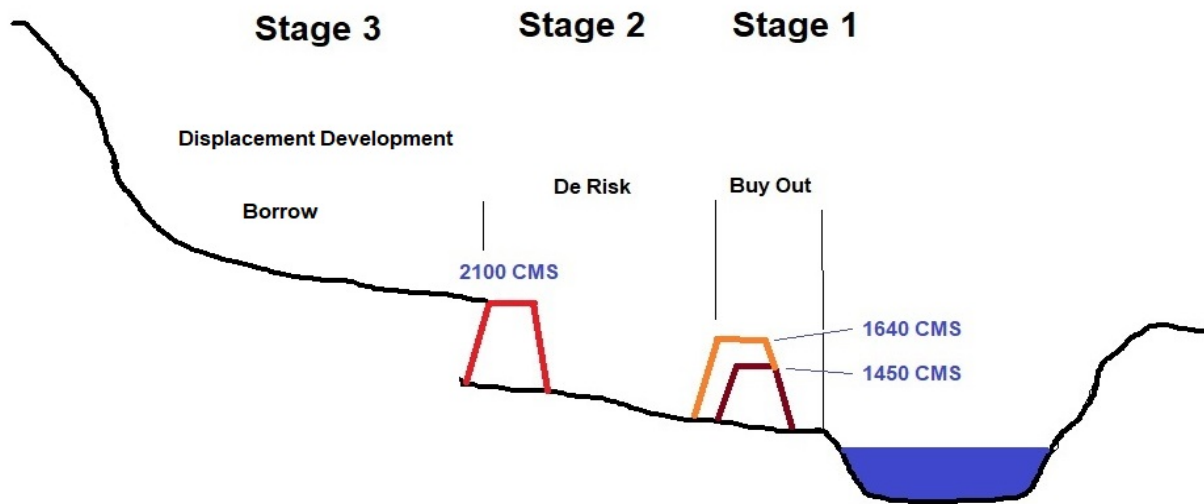 Stage 3
Stage 2
Stage 1
Displacement Development
De Risk
Buy Out
Borrow
2100 CMS
1640 CMS
1450 CMS